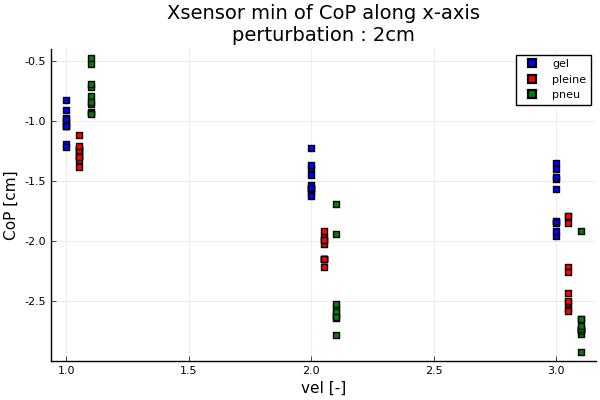 Xsensor min of CoP along x-axis
perturbation : 2cm
CoP [cm]
-0.5
-1.0
-1.5
-2.0
-2.5
gel
pleine
pneu
1.0 1.5 2.0 2.5 3.0
vel [-]